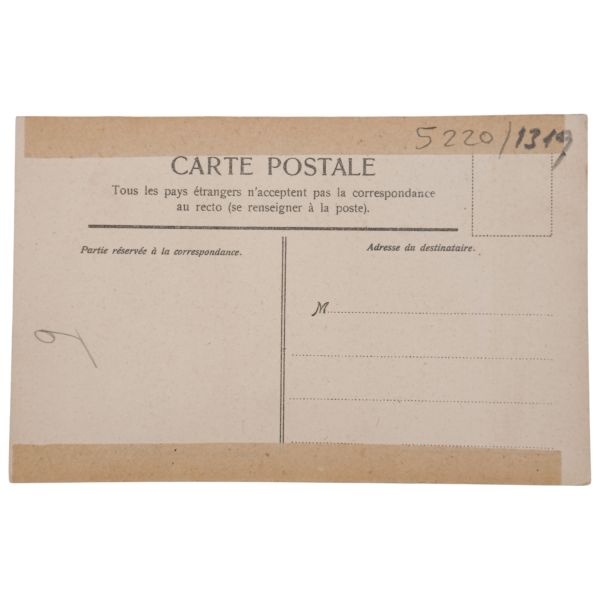 5220/1319
CARTE POSTALE
Tous les pays étrangers n'acceptent pas la correspondance
au recto (se renseigner à la poste).
Partie réservée à la correspondance.
Adresse du destinataire.
M
9